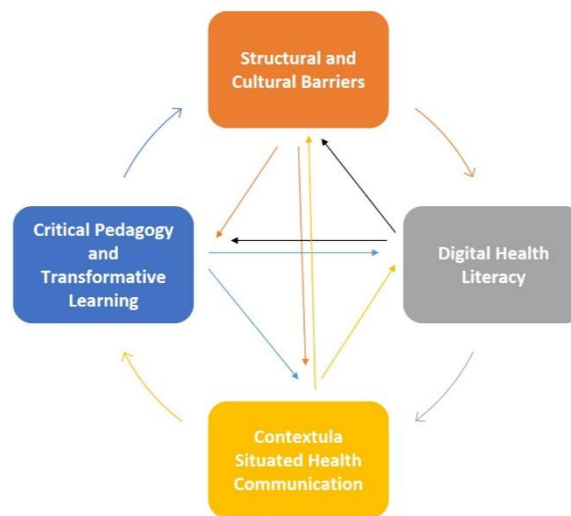 Structural and
Cultural Barriers
Critical Pedagogy
and
Transformative
Learning
Digital Health
Literacy
Contextula
Situated Health
Communication